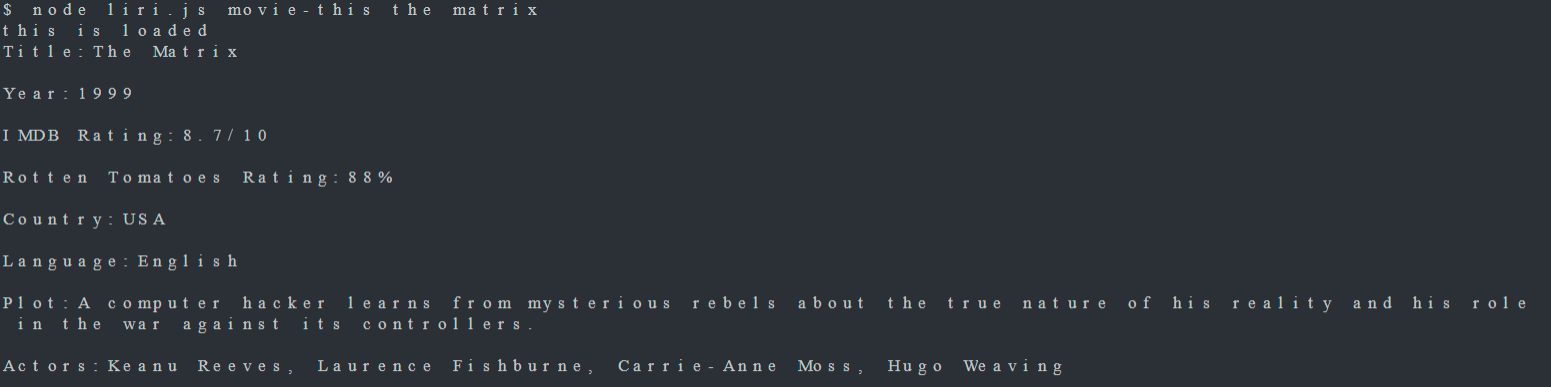 $ node liri.js movie-this the matrix
this is loaded
Title:The Matrix
Year:1999
IMDB Rating:8.7/10
Rotten Tomatoes Rating:88%
Country:USA
Language:English
Plot:A computer hacker learns from mysterious rebels about the true nature of his reality and his role
in the war against its controllers.
Actors:Keanu Reeves, Laurence Fishburne, Carrie-Anne Moss, Hugo Weaving